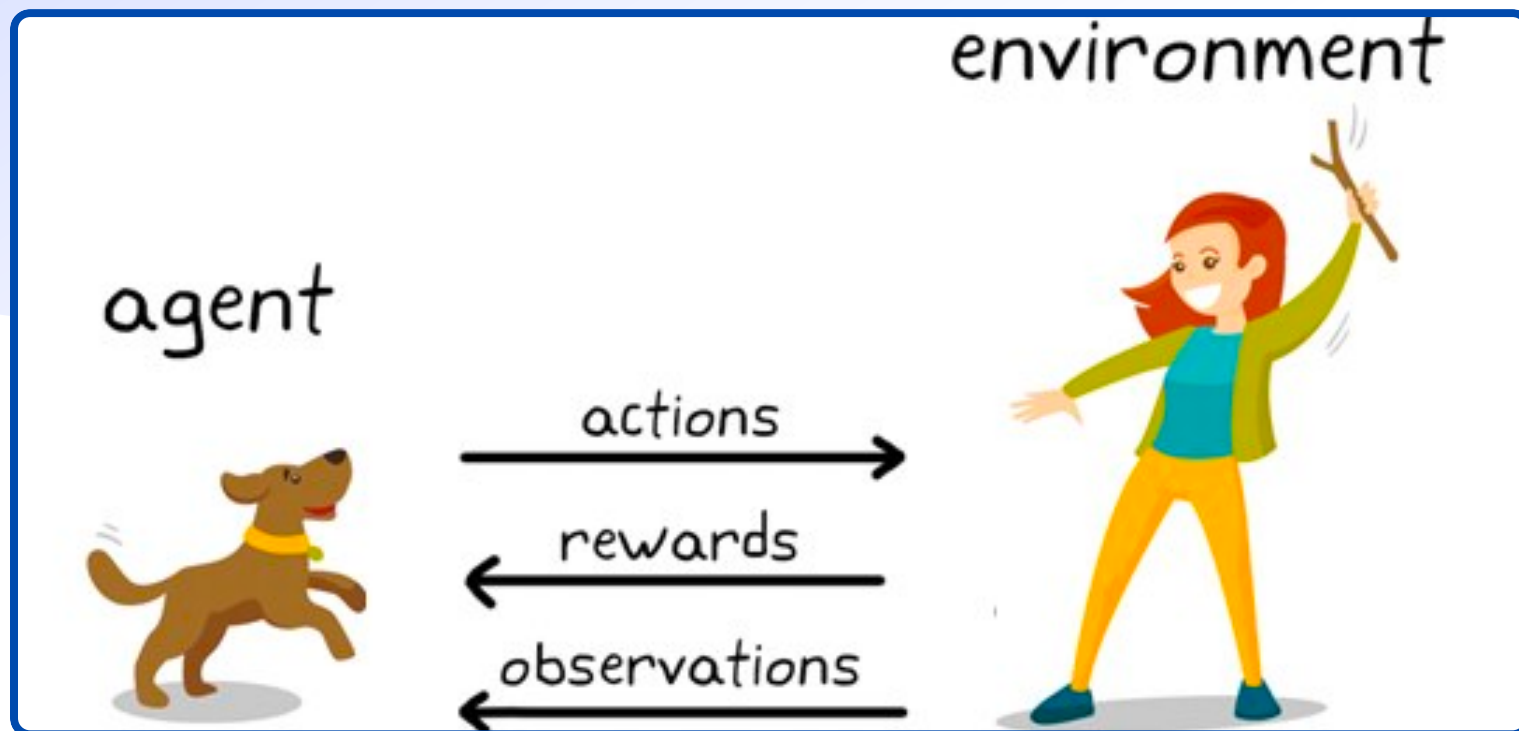 environment
agent
actions
rewards
observations